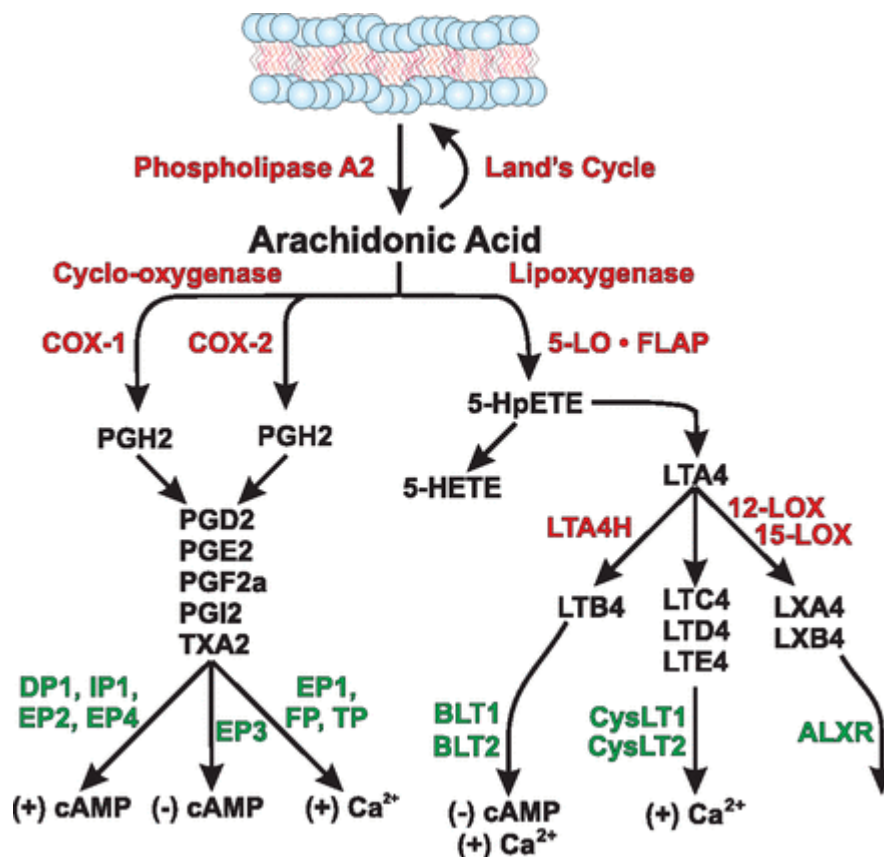 Phospholipase A2
Land's Cycle
Arachidonic Acid
Cyclo-oxygenase
Lipoxygenase
COX-1
COX-2
5-LO • FLAP
5-HpETE
PGH2
PGH2
5-HETE
LTA4
PGD2
PGE2
PGF2a
PGI2
TXA2
LTA4H
12-LOX
15-LOX
LTB4
LTC4
LTD4
LTE4
LXA4
LXB4
DP1, IP1,
EP2, EP4
EP3
EP1,
FP, TP
BLT1
BLT2
CysLT1
CysLT2
ALXR
(+) cAMP
(-) cAMP
(+) Ca²⁺
(-) cAMP
(+) Ca²⁺
(+) Ca²⁺